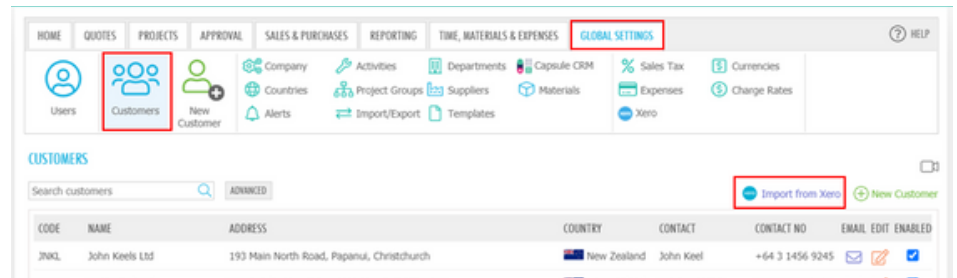 HOME QUOTES PROJECTS APPROVAL SALES & PURCHASES REPORTING TIME, MATERIALS & EXPENSES GLOBAL SETTINGS ? HELP
Users
Customers
New
Customer
Company Activities Departments Capsule CRM % Sales Tax $ Currencies
Countries Project Groups Suppliers Materials Expenses $ Charge Rates
Alerts Import/Export Templates Xero
CUSTOMERS
Search customers ADVANCED Import from Xero New Customer
CODE NAME ADDRESS COUNTRY CONTACT CONTACT NO EMAIL EDIT ENABLED
JNKL John Keels Ltd 193 Main North Road, Papanui, Christchurch New Zealand John Keel +64 3 1456 9245